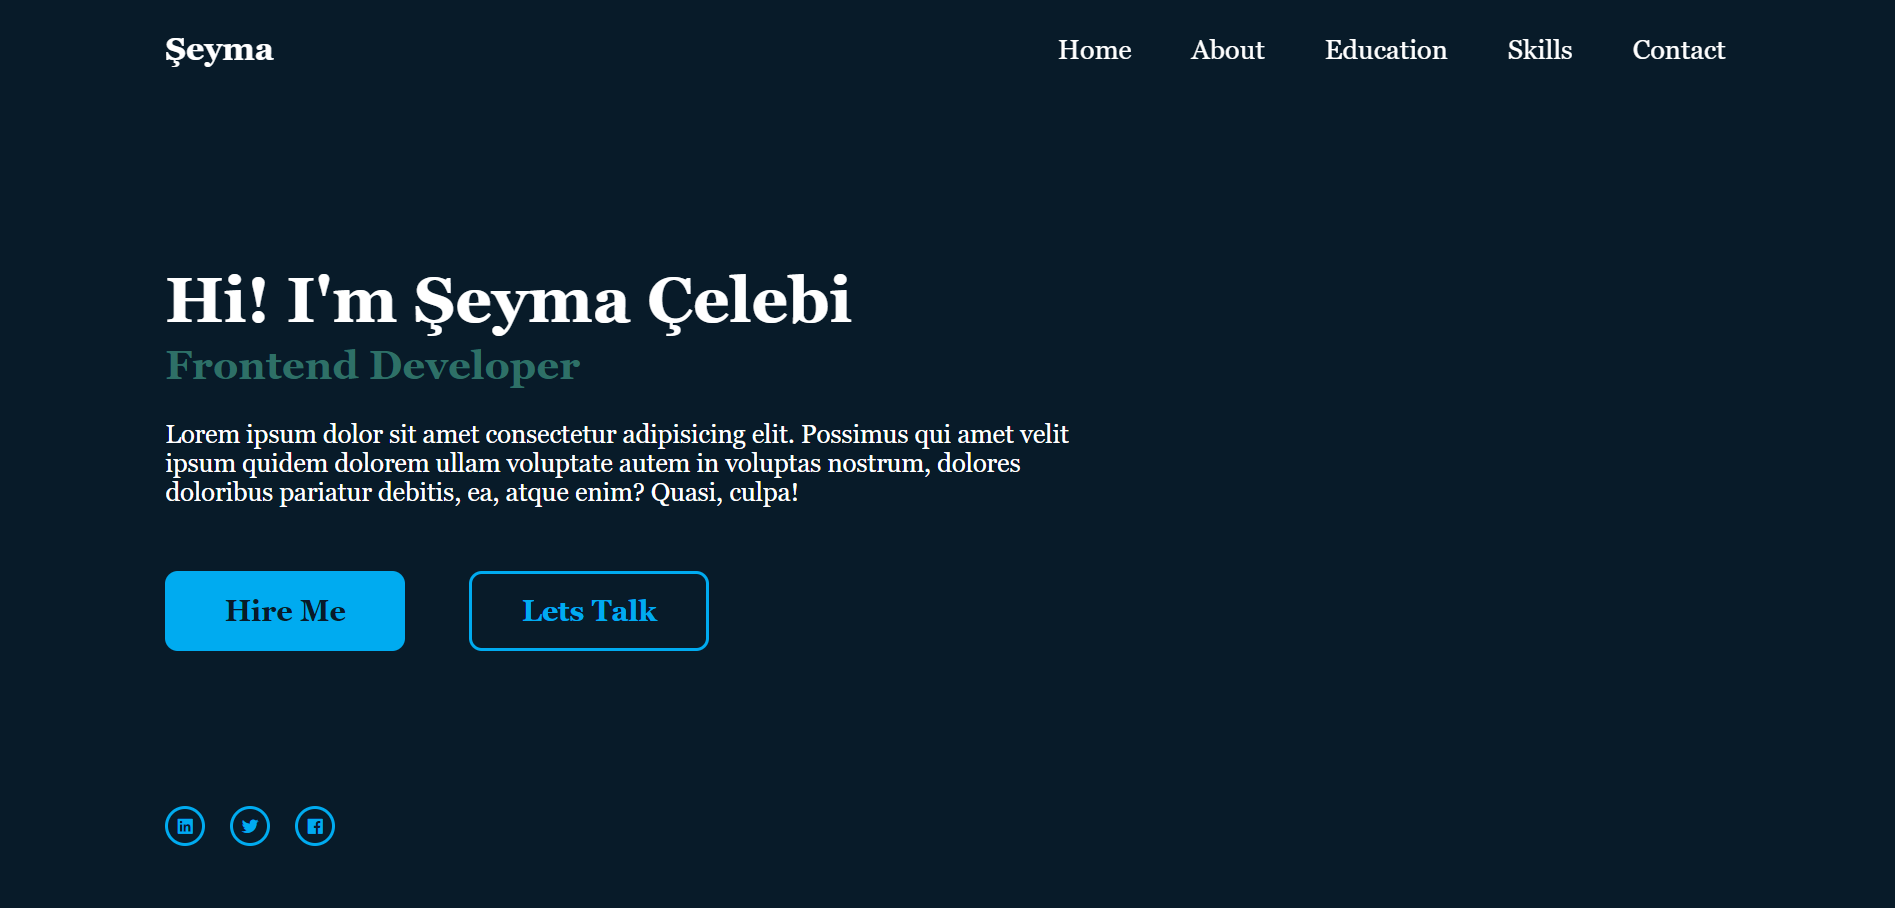 Şeyma
Home About Education Skills Contact
Hi! I'm Şeyma Çelebi
Frontend Developer
Lorem ipsum dolor sit amet consectetur adipisicing elit. Possimus qui amet velit
ipsum quidem dolorem ullam voluptate autem in voluptas nostrum, dolores
doloribus pariatur debitis, ea, atque enim? Quasi, culpa!
Hire Me
Lets Talk